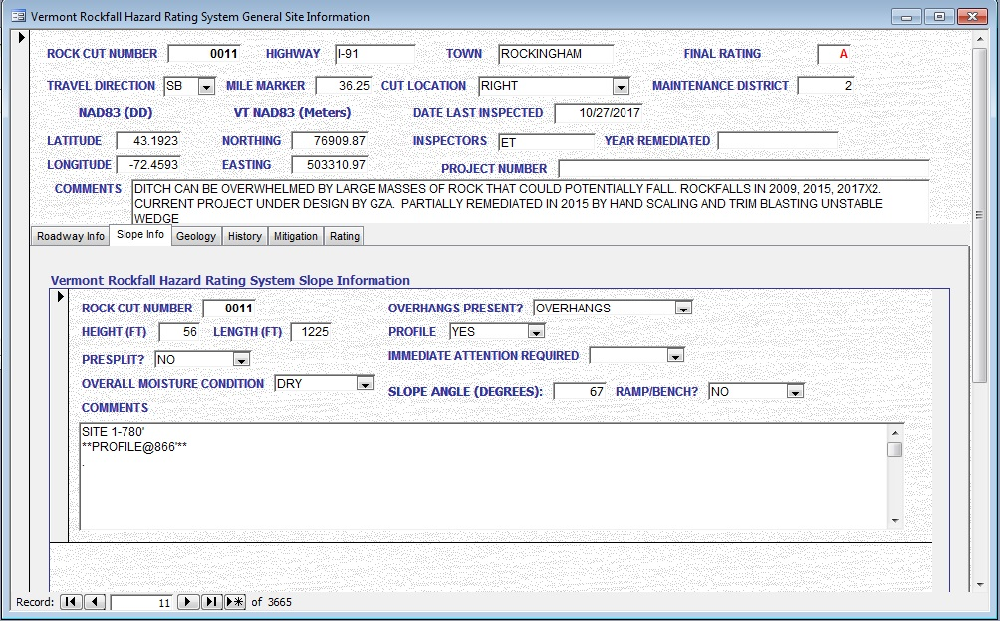 Vermont Rockfall Hazard Rating System General Site Information
ROCK CUT NUMBER 0011 HIGHWAY I-91 TOWN ROCKINGHAM FINAL RATING A
TRAVEL DIRECTION SB MILE MARKER 36.25 CUT LOCATION RIGHT MAINTENANCE DISTRICT 2
NAD83 (DD) VT NAD83 (Meters) DATE LAST INSPECTED 10/27/2017
LATITUDE 43.1923 NORTHING 76909.87 INSPECTORS ET YEAR REMEDIATED
LONGITUDE -72.4593 EASTING 503310.97 PROJECT NUMBER
COMMENTS DITCH CAN BE OVERWHELMED BY LARGE MASSES OF ROCK THAT COULD POTENTIALLY FALL. ROCKFALLS IN 2009, 2015, 2017X2.
CURRENT PROJECT UNDER DESIGN BY GZA. PARTIALLY REMEDIATED IN 2015 BY HAND SCALING AND TRIM BLASTING UNSTABLE
WEDGE
Roadway Info Slope Info Geology History Mitigation Rating
Vermont Rockfall Hazard Rating System Slope Information
ROCK CUT NUMBER 0011 OVERHANGS PRESENT? OVERHANGS
HEIGHT (FT) 56 LENGTH (FT) 1225 PROFILE YES
PRESPLIT? NO IMMEDIATE ATTENTION REQUIRED
OVERALL MOISTURE CONDITION DRY SLOPE ANGLE (DEGREES): 67 RAMP/BENCH? NO
COMMENTS
SITE 1-780'
**PROFILE@866'**
.
Record: 11 of 3665